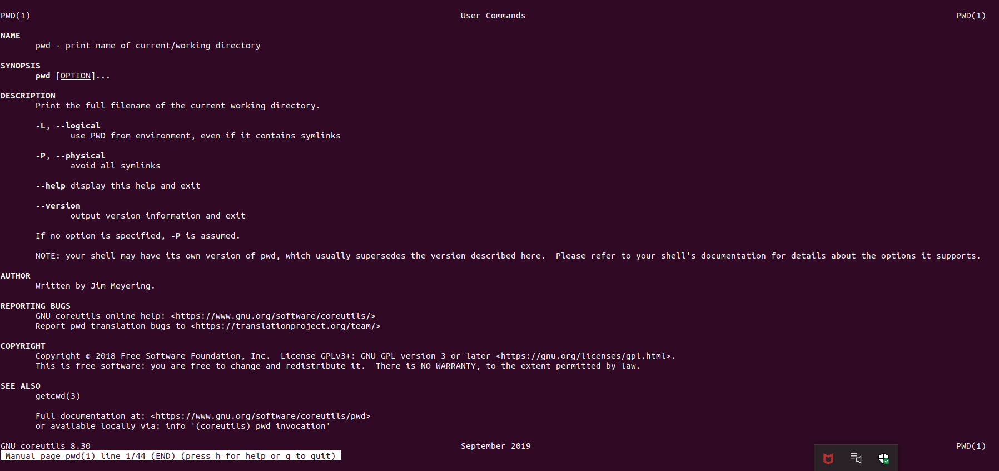 PWD(1) User Commands PWD(1)
NAME
pwd - print name of current/working directory
SYNOPSIS
pwd [OPTION]...
DESCRIPTION
Print the full filename of the current working directory.
-L, --logical
use PWD from environment, even if it contains symlinks
-P, --physical
avoid all symlinks
--help display this help and exit
--version
output version information and exit
If no option is specified, -P is assumed.
NOTE: your shell may have its own version of pwd, which usually supersedes the version described here.  Please refer to your shell's documentation for details about the options it supports.
AUTHOR
Written by Jim Meyering.
REPORTING BUGS
GNU coreutils online help: <https://www.gnu.org/software/coreutils/>
Report pwd translation bugs to <https://translationproject.org/team/>
COPYRIGHT
Copyright © 2018 Free Software Foundation, Inc.  License GPLv3+: GNU GPL version 3 or later <https://gnu.org/licenses/gpl.html>.
This is free software: you are free to change and redistribute it.  There is NO WARRANTY, to the extent permitted by law.
SEE ALSO
getcwd(3)
Full documentation at: <https://www.gnu.org/software/coreutils/pwd>
or available locally via: info '(coreutils) pwd invocation'
GNU coreutils 8.30 September 2019 PWD(1)
Manual page pwd(1) line 1/44 (END) (press h for help or q to quit)